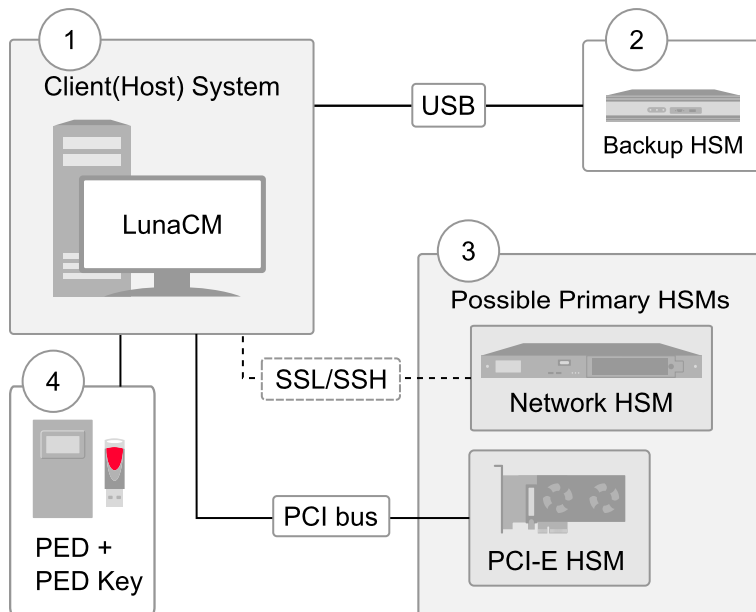 1
Client(Host) System
LunaCM
USB
2
Backup HSM
3
Possible Primary HSMs
Network HSM
SSL/SSH
PCI bus
PCI-E HSM
4
PED +
PED Key